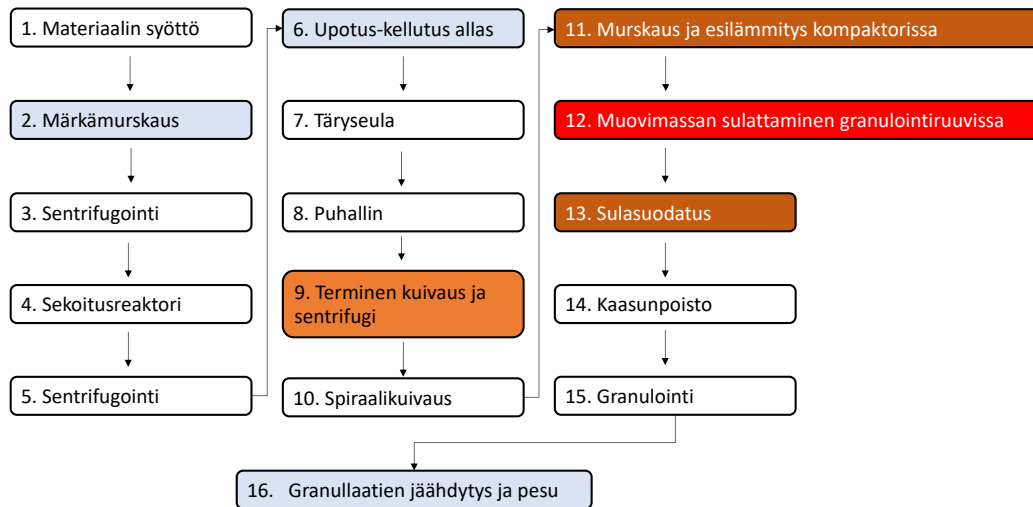 1. Materiaalin syöttö
2. Märkämurskaus
3. Sentrifugointi
4. Sekoitusreaktori
5. Sentrifugointi
6. Upotus-kellutus allas
7. Täryseula
8. Puhallin
9. Terminen kuivaus ja
sentrifugi
10. Spiraalikuivaus
11. Murskaus ja esilämmitys kompaktorissa
12. Muovimassan sulattaminen granulointiruuvissa
13. Sulasuodatus
14. Kaasunpoisto
15. Granulointi
16. Granullaatien jäähdytys ja pesu